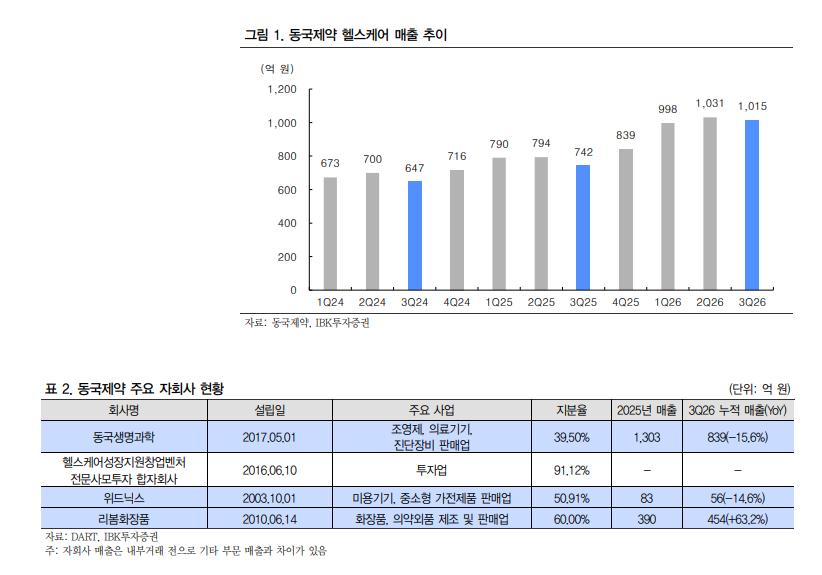 그림 1. 동국제약 헬스케어 매출 추이
(억 원)
1,200
1,000
800
600
400
200
0
673
700
647
716
790
794
742
839
998
1,031
1,015
1Q24 2Q24 3Q24 4Q24 1Q25 2Q25 3Q25 4Q25 1Q26 2Q26 3Q26
자료: 동국제약, IBK투자증권
표 2. 동국제약 주요 자회사 현황 (단위: 억 원)
회사명 설립일 주요 사업 지분율 2025년 매출 3Q26 누적 매출(YoY)
동국생명과학 2017.05.01 조영제, 의료기기, 진단장비 판매업 39.50% 1,303 839(-15.6%)
헬스케어성장지원창업벤처 전문사모투자 합자회사 2016.06.10 투자업 91.12% - -
위드닉스 2003.10.01 미용기기, 중소형 가전제품 판매업 50.91% 83 56(-14.6%)
리봄화장품 2010.06.14 화장품, 의약외품 제조 및 판매업 60.00% 390 454(+63.2%)
자료: DART, IBK투자증권
주: 자회사 매출은 내부거래 전으로 기타 부문 매출과 차이가 있음